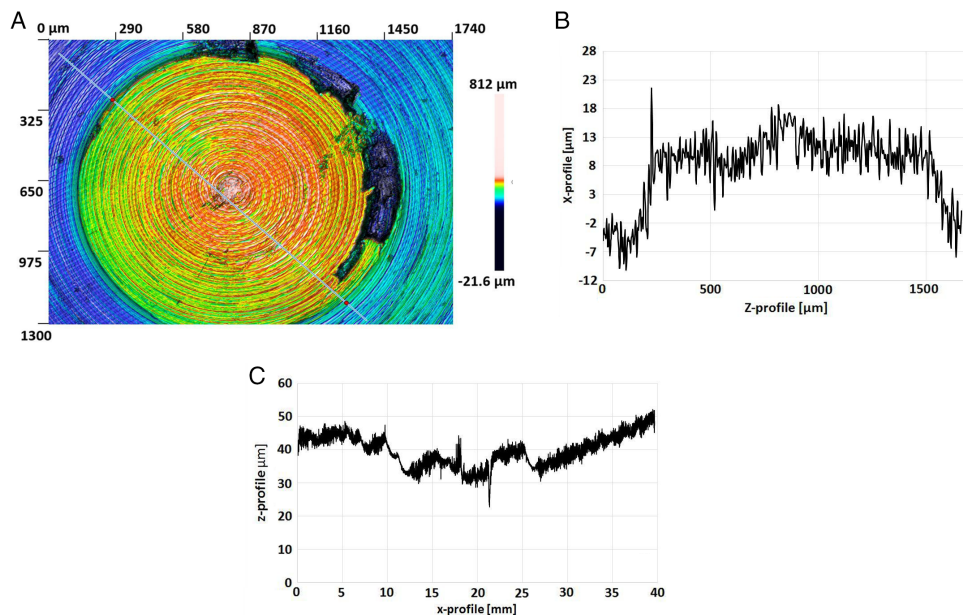 A
0 µm 290 580 870 1160 1450 1740
325
650
975
1300
812 µm
-21.6 µm
B
28
23
18
13
8
3
-2
-7
-12
X-profile [µm]
0 500 1000 1500
Z-profile [µm]
C
60
50
40
30
20
10
0
z-profile µm]
0 5 10 15 20 25 30 35 40
x-profile [mm]